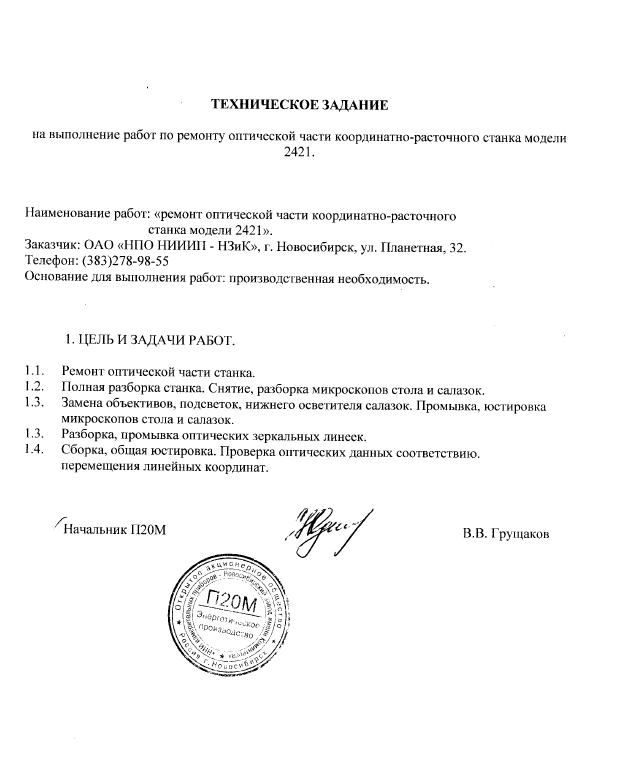 ТЕХНИЧЕСКОЕ ЗАДАНИЕ
на выполнение работ по ремонту оптической части координатно-расточного станка модели
2421.
Наименование работ: «ремонт оптической части координатно-расточного
станка модели 2421».
Заказчик: ОАО «НПО НИИИП - НЗиК», г. Новосибирск, ул. Планетная, 32.
Телефон: (383)278-98-55
Основание для выполнения работ: производственная необходимость.
1. ЦЕЛЬ И ЗАДАЧИ РАБОТ.
1.1. Ремонт оптической части станка.
1.2. Полная разборка станка. Снятие, разборка микроскопов стола и салазок.
1.3. Замена объективов, подсветок, нижнего осветителя салазок. Промывка, юстировка
микроскопов стола и салазок.
1.3. Разборка, промывка оптических зеркальных линеек.
1.4. Сборка, общая юстировка. Проверка оптических данных соответствию.
перемещения линейных координат.
Начальник П20М
В.В. Грущаков
Открытое акционерное общество
Россия г. Новосибирск
П20М
Энергетическое
производство